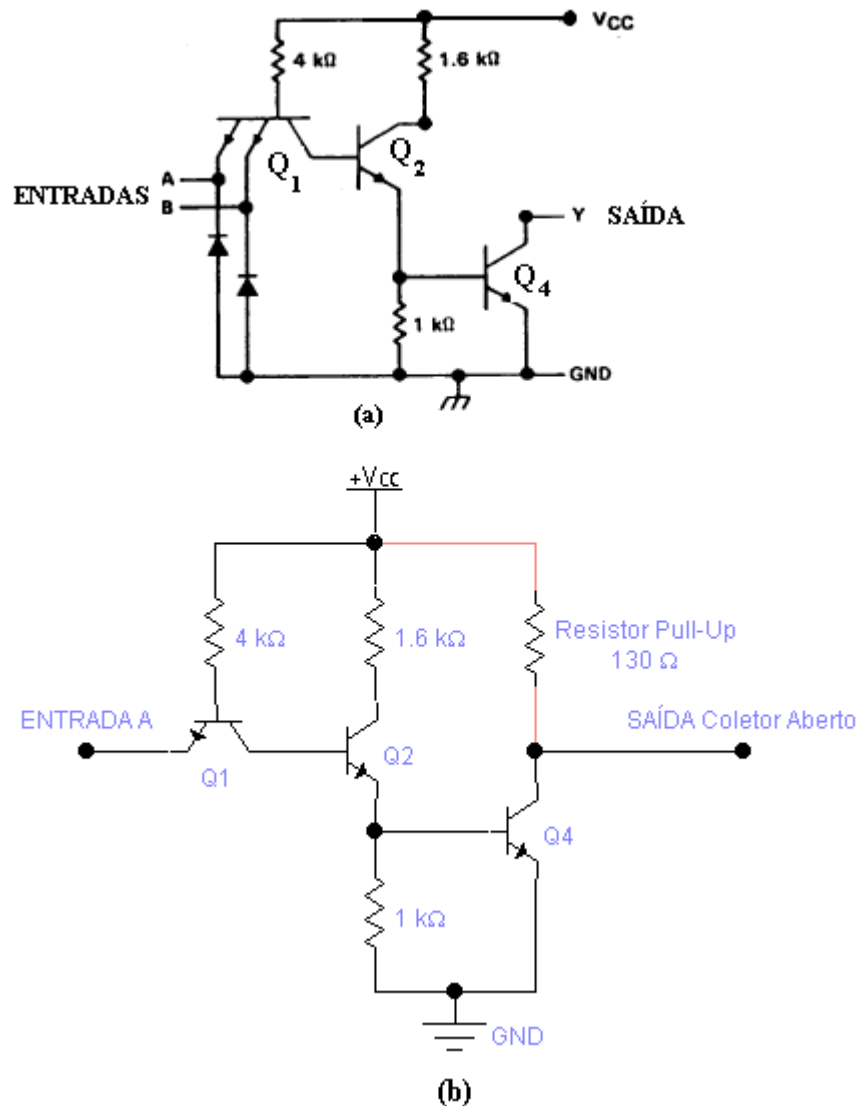 VCC
4 kΩ
1.6 kΩ
Q1
Q2
ENTRADAS
A
B
Y
SAÍDA
Q4
1 kΩ
GND
(a)
+Vcc
4 kΩ
1.6 kΩ
Resistor Pull-Up
130 Ω
ENTRADA A
SAÍDA Coletor Aberto
Q1
Q2
Q4
1 kΩ
GND
(b)